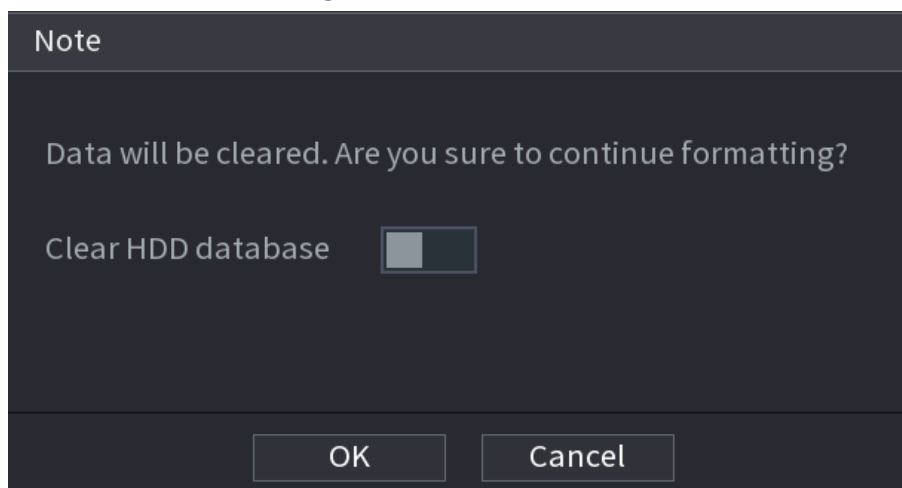 Note
Data will be cleared. Are you sure to continue formatting?
Clear HDD database
OK
Cancel